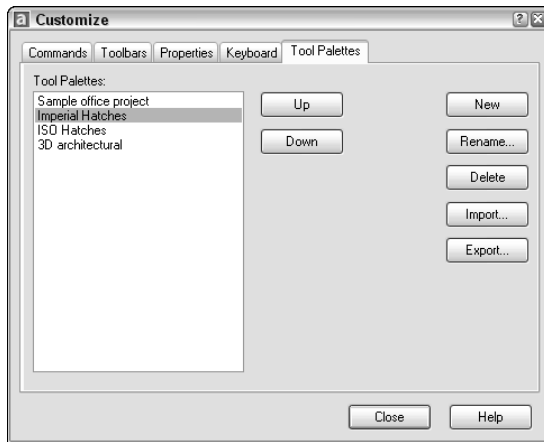 a Customize
Commands Toolbars Properties Keyboard Tool Palettes
Tool Palettes:
Sample office project
Imperial Hatches
ISO Hatches
3D architectural
Up
Down
New
Rename...
Delete
Import...
Export...
Close Help